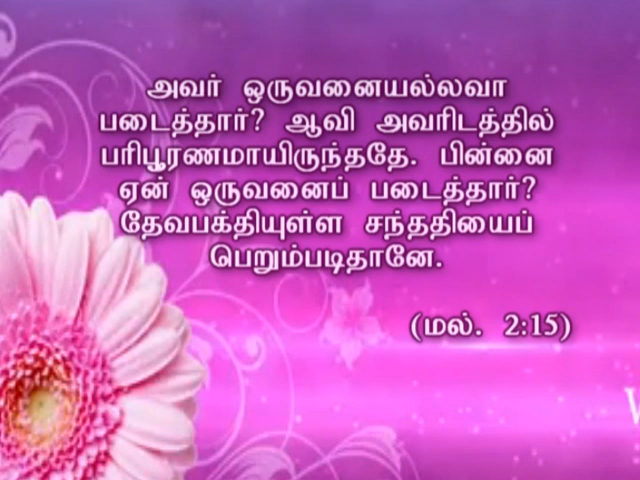 அவர் ஒருவனையல்லவா
படைத்தார்? ஆவி அவரிடத்தில்
பரிபூரணமாயிருந்ததே. பின்னை
ஏன் ஒருவனைப் படைத்தார்?
தேவபக்தியுள்ள சந்ததியைப்
பெறும்படிதானே.
(மல். 2:15)